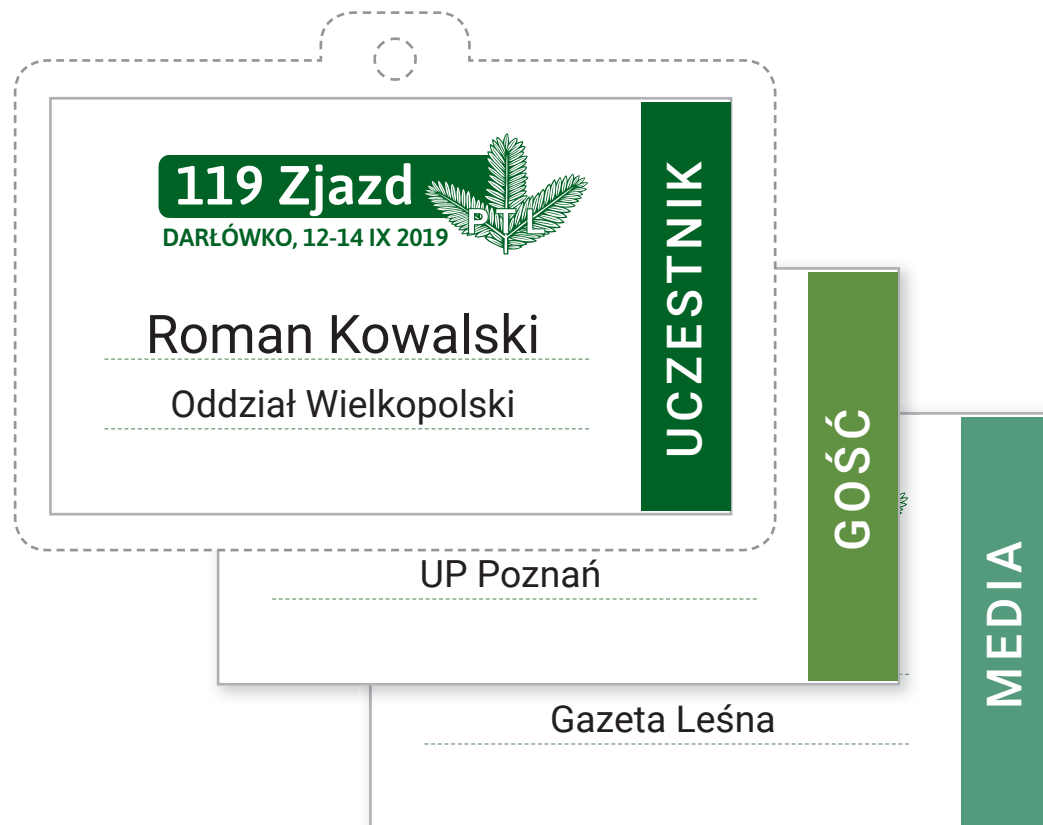 119 Zjazd
PTL
DARŁÓWKO, 12-14 IX 2019
Roman Kowalski
Oddział Wielkopolski
UCZESTNIK
UP Poznań
GOŚĆ
Gazeta Leśna
MEDIA